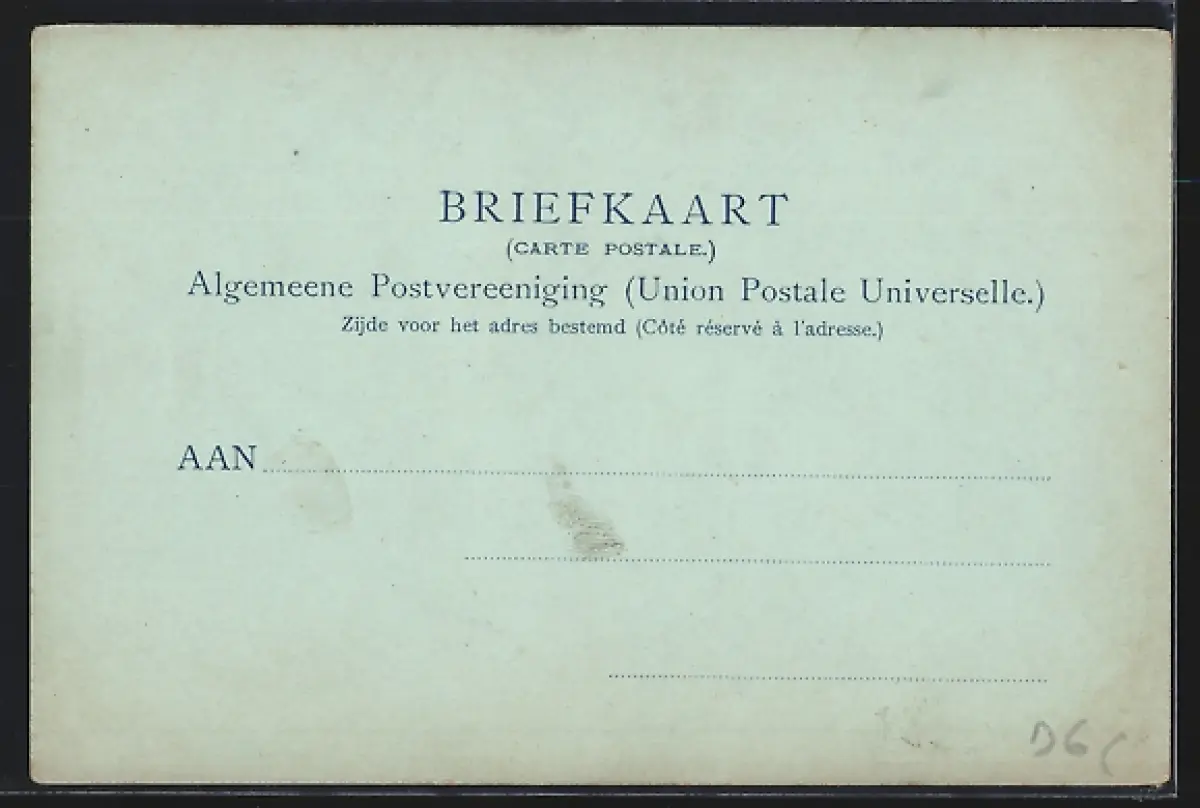 BRIEFKAART
(CARTE POSTALE.)
Algemeene Postvereeniging (Union Postale Universelle.)
Zijde voor het adres bestemd (Côté réservé à l'adresse.)
AAN